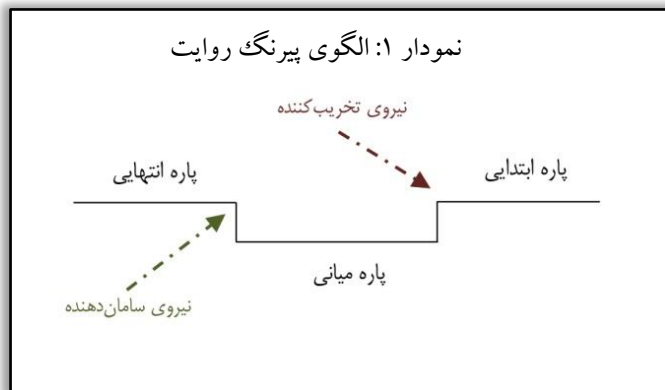 نمودار ۱: الگوی پیرنگ روایت
نیروی تخریب‌کننده
پاره ابتدایی
پاره انتهایی
پاره میانی
نیروی سامان‌دهنده